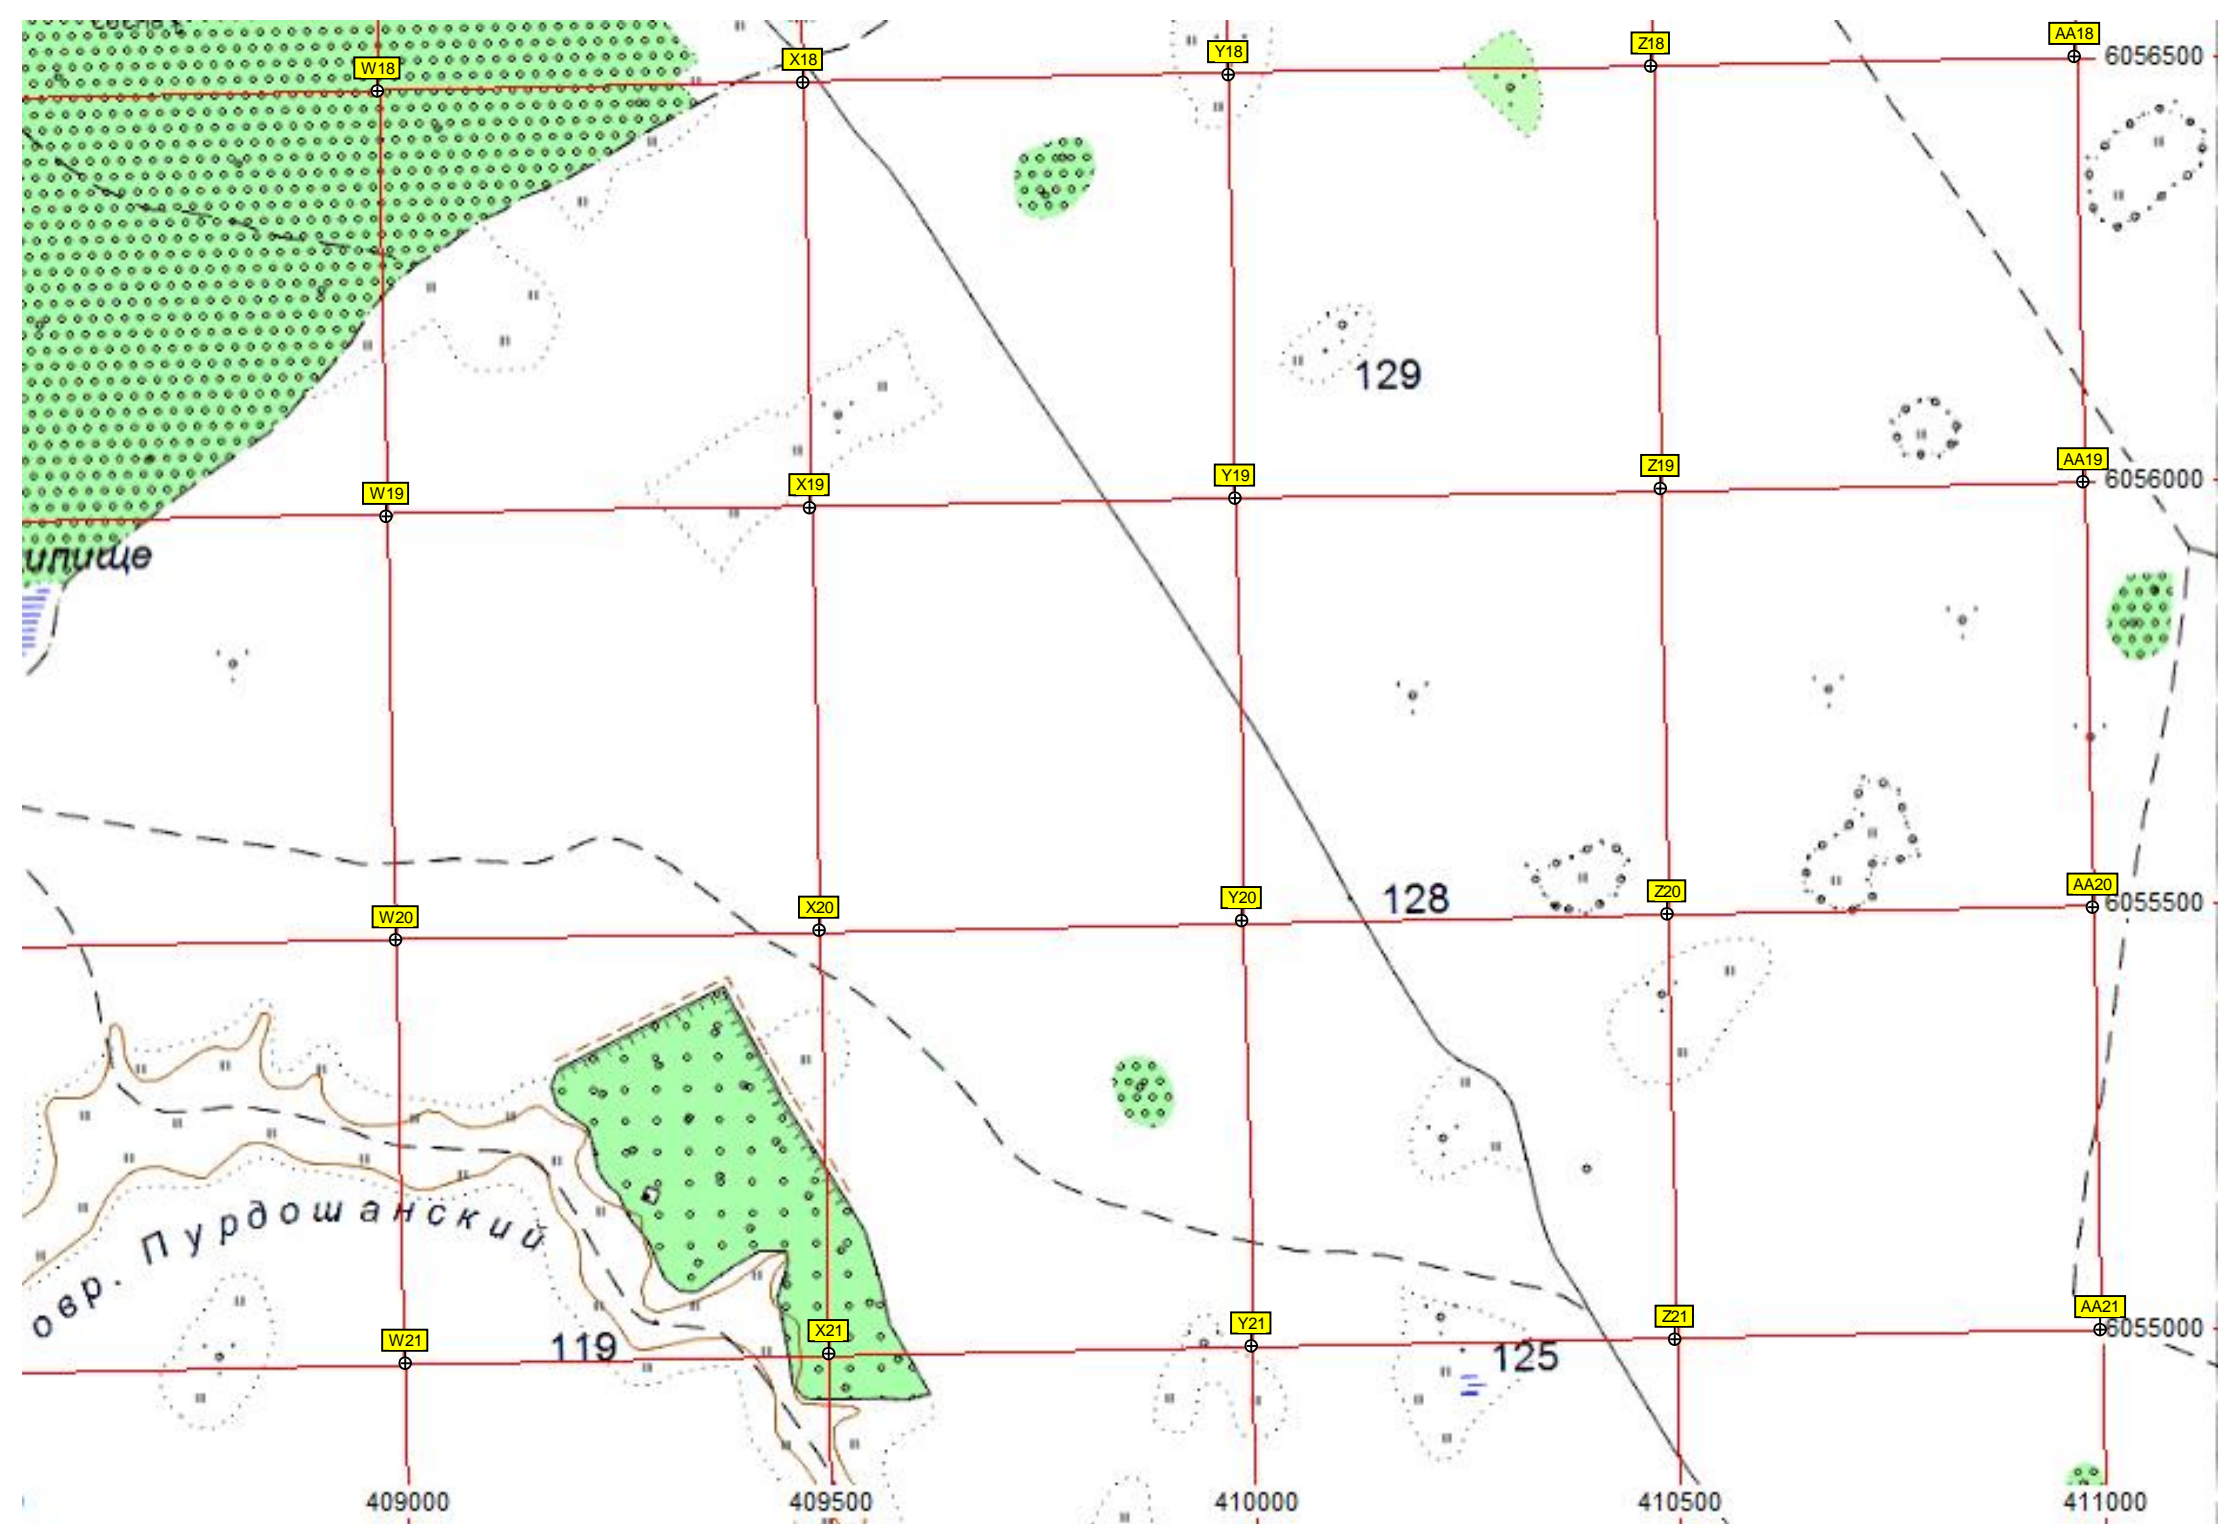 W18 X18 Y18 Z18 AA18 6056500
129
W19 X19 Y19 Z19 AA19 6056000
илище
W20 X20 Y20 128 Z20 AA20 6055500
овр. Пурдошанский
W21 119 X21 Y21 125 Z21 AA21 6055000
409000 409500 410000 410500 411000